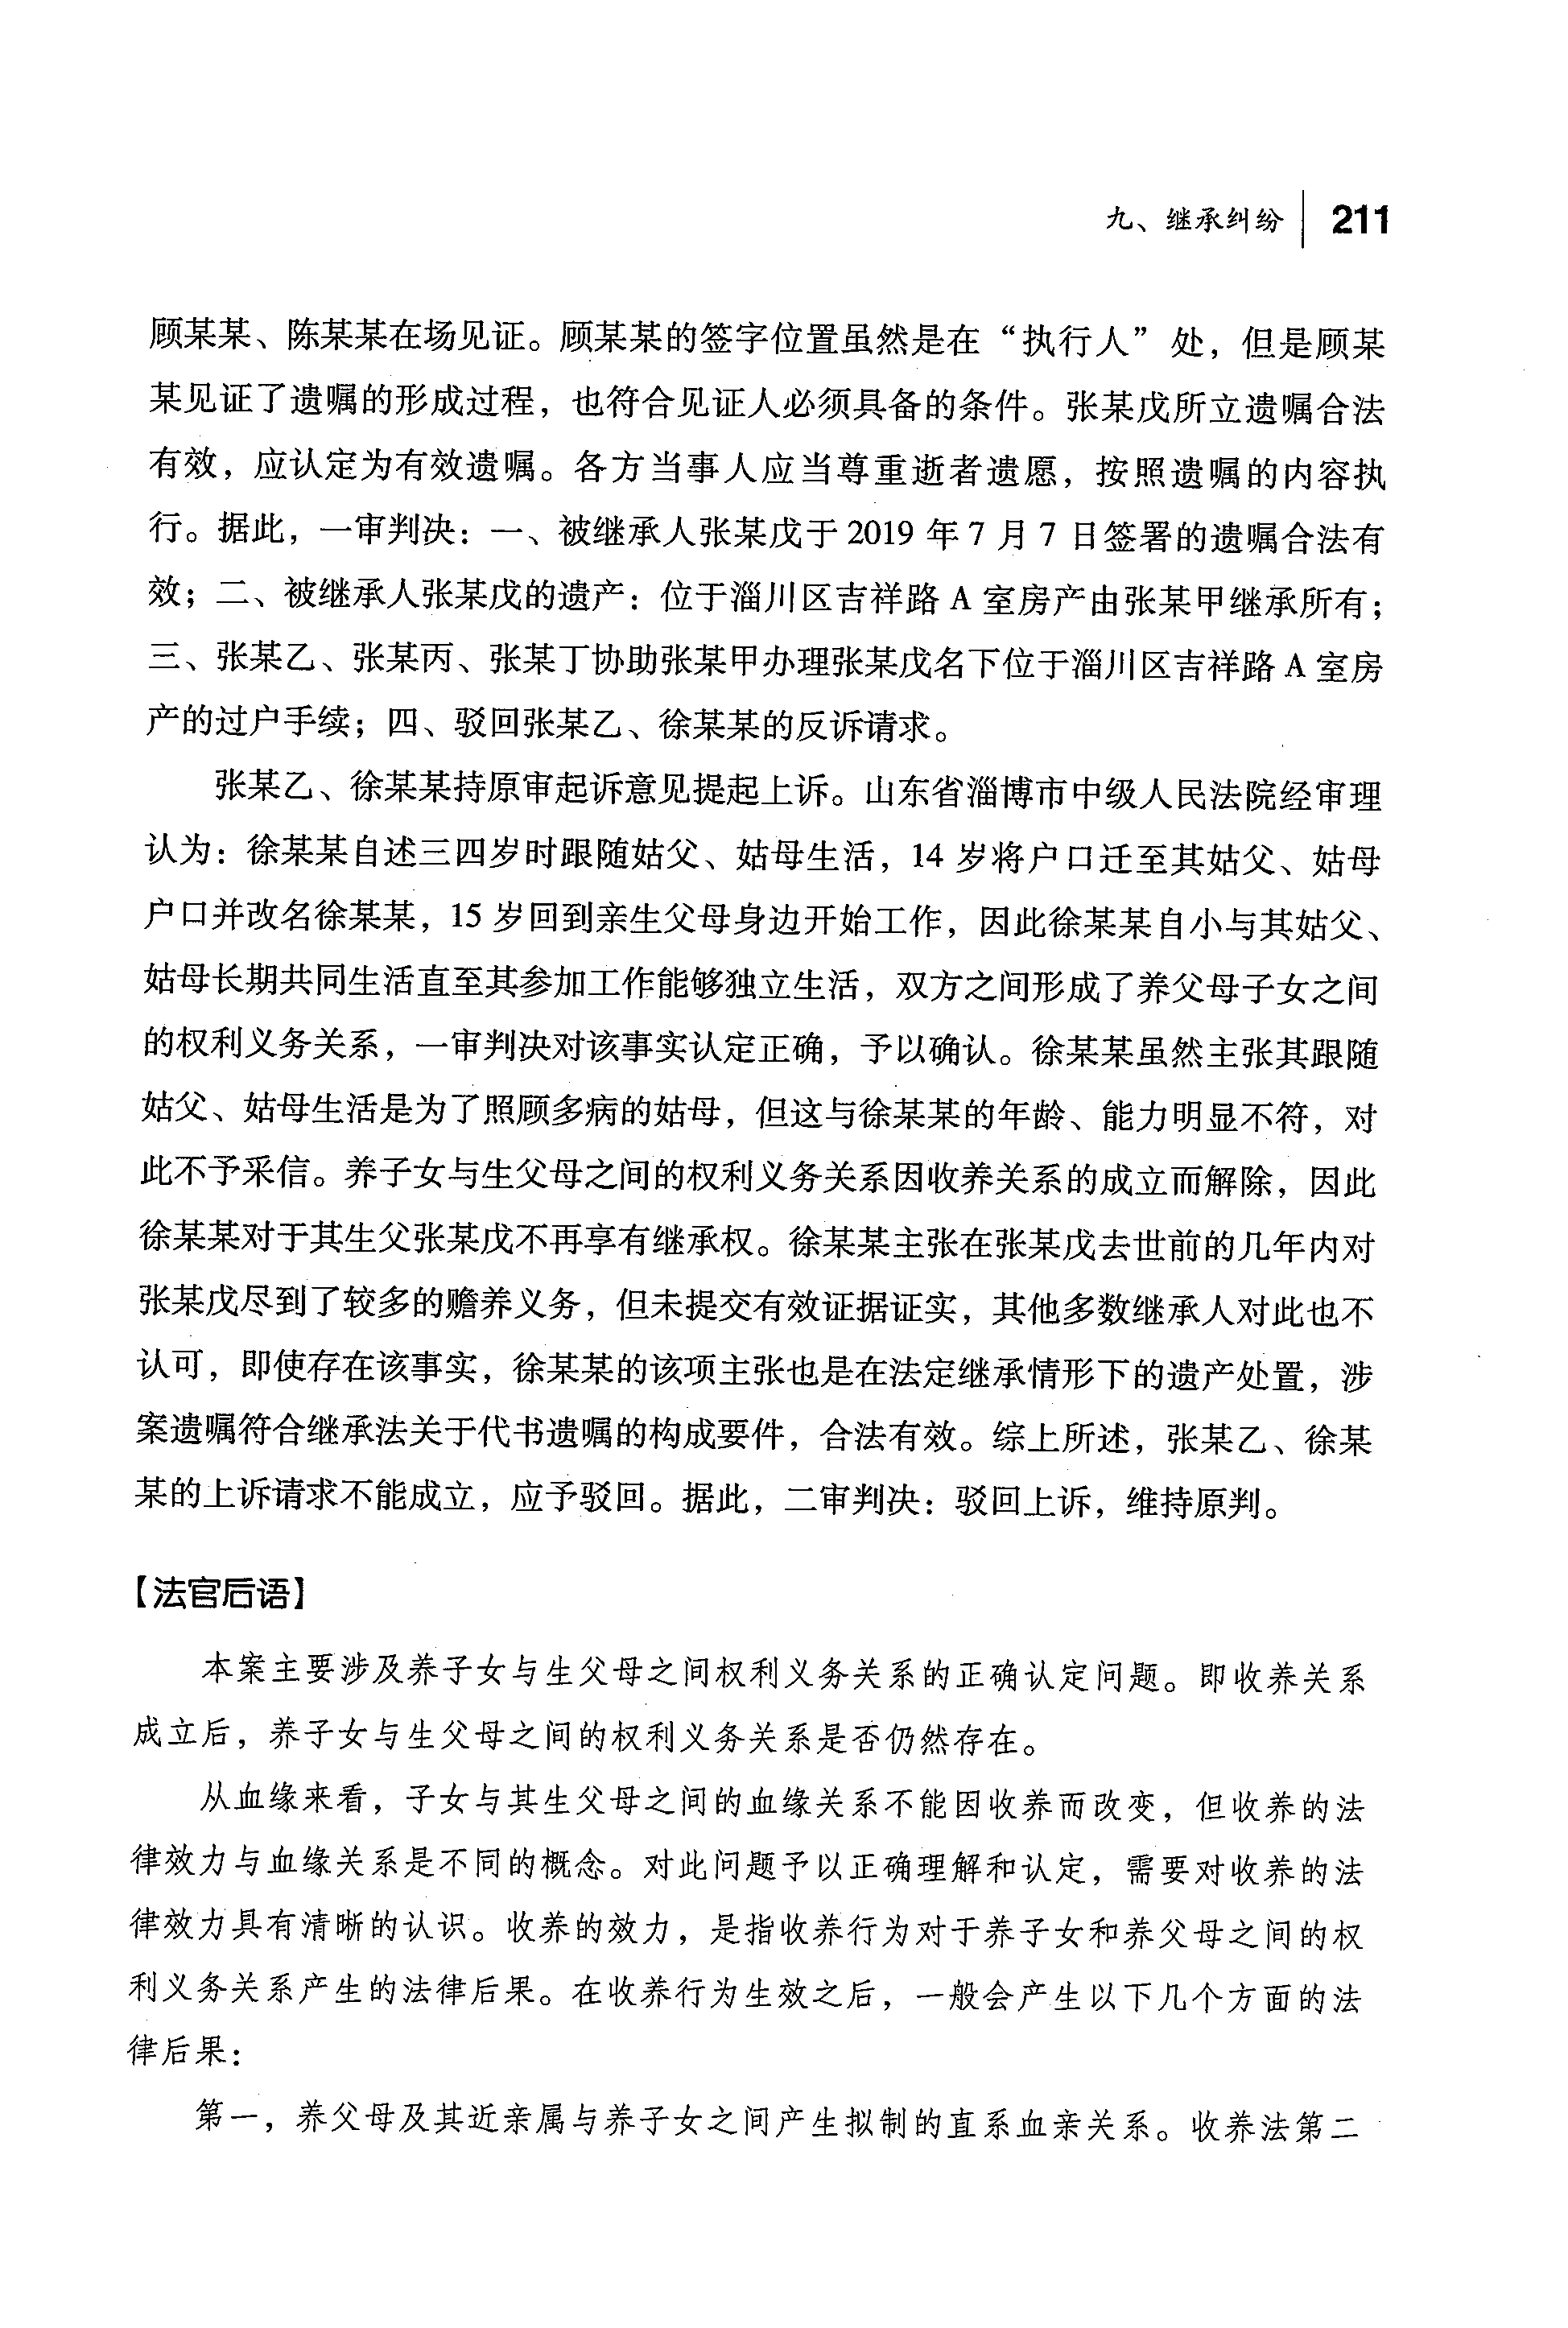 九、继承纠纷 211
顾某某、陈某某在场见证。顾某某的签字位置虽然是在“执行人”处，但是顾某
某见证了遗嘱的形成过程，也符合见证人必须具备的条件。张某戊所立遗嘱合法
有效，应认定为有效遗嘱。各方当事人应当尊重逝者遗愿，按照遗嘱的内容执
行。据此，一审判决：一、被继承人张某戊于 2019 年 7 月 7 日签署的遗嘱合法有
效；二、被继承人张某戊的遗产：位于淄川区吉祥路 A 室房产由张某甲继承所有；
三、张某乙、张某丙、张某丁协助张某甲办理张某戊名下位于淄川区吉祥路 A 室房
产的过户手续；四、驳回张某乙、徐某某的反诉请求。
张某乙、徐某某持原审起诉意见提起上诉。山东省淄博市中级人民法院经审理
认为：徐某某自述三四岁时跟随姑父、姑母生活，14 岁将户口迁至其姑父、姑母
户口并改名徐某某，15 岁回到亲生父母身边开始工作，因此徐某某自小与其姑父、
姑母长期共同生活直至其参加工作能够独立生活，双方之间形成了养父母子女之间
的权利义务关系，一审判决对该事实认定正确，予以确认。徐某某虽然主张其跟随
姑父、姑母生活是为了照顾多病的姑母，但这与徐某某的年龄、能力明显不符，对
此不予采信。养子女与生父母之间的权利义务关系因收养关系的成立而解除，因此
徐某某对于其生父张某戊不再享有继承权。徐某某主张在张某戊去世前的几年内对
张某戊尽到了较多的赡养义务，但未提交有效证据证实，其他多数继承人对此也不
认可，即使存在该事实，徐某某的该项主张也是在法定继承情形下的遗产处置，涉
案遗嘱符合继承法关于代书遗嘱的构成要件，合法有效。综上所述，张某乙、徐某
某的上诉请求不能成立，应予驳回。据此，二审判决：驳回上诉，维持原判。
【法官后语】
本案主要涉及养子女与生父母之间权利义务关系的正确认定问题。即收养关系
成立后，养子女与生父母之间的权利义务关系是否仍然存在。
从血缘来看，子女与其生父母之间的血缘关系不能因收养而改变，但收养的法
律效力与血缘关系是不同的概念。对此问题予以正确理解和认定，需要对收养的法
律效力具有清晰的认识。收养的效力，是指收养行为对于养子女和养父母之间的权
利义务关系产生的法律后果。在收养行为生效之后，一般会产生以下几个方面的法
律后果：
第一，养父母及其近亲属与养子女之间产生拟制的直系血亲关系。收养法第二